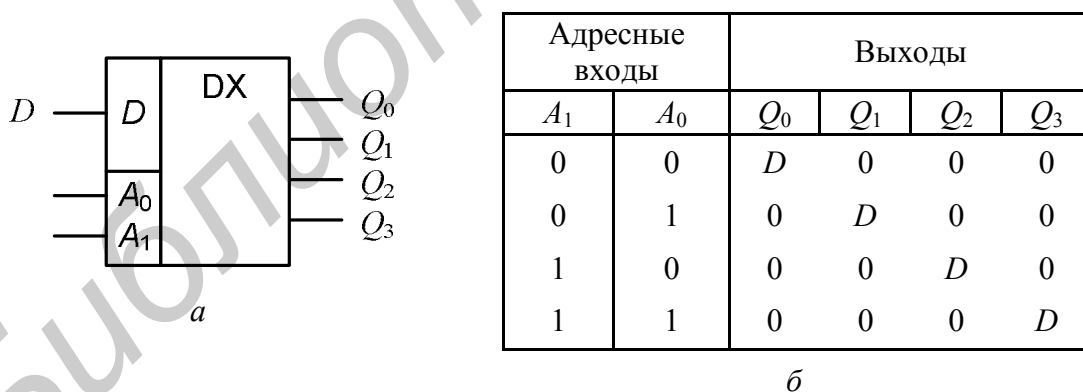 D
D
DX
A0
A1
Q0
Q1
Q2
Q3
а
Адресные входы
Выходы
A1 A0 Q0 Q1 Q2 Q3
0 0 D 0 0 0
0 1 0 D 0 0
1 0 0 0 D 0
1 1 0 0 0 D
б